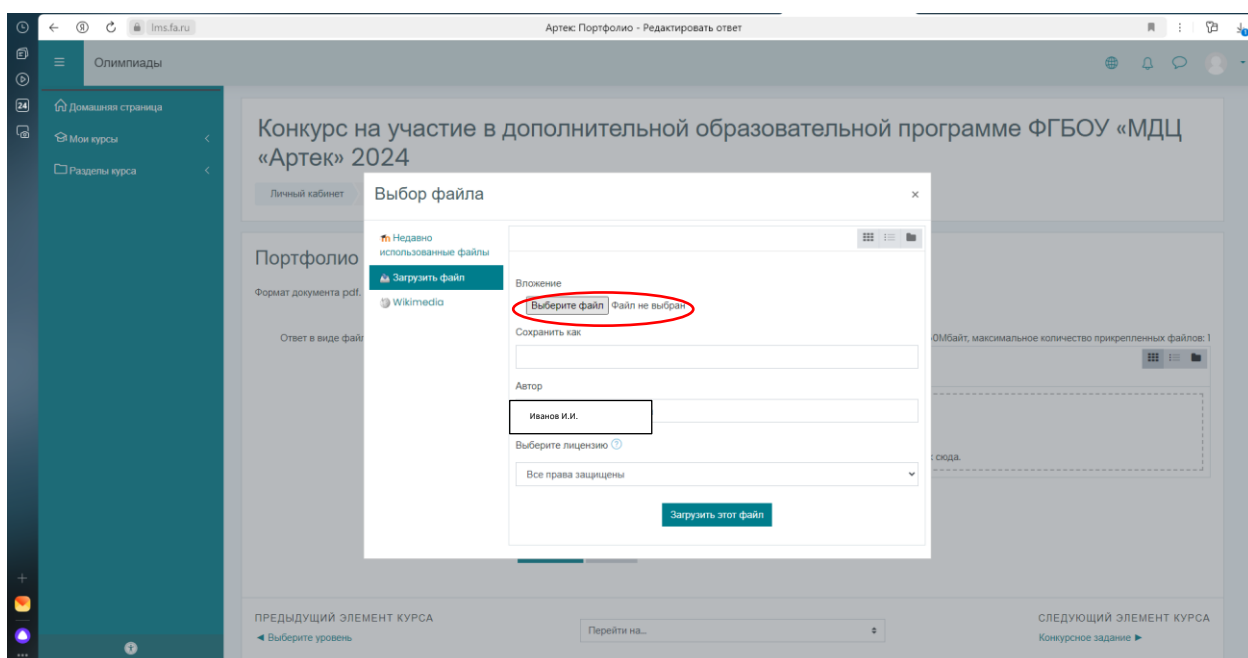 lms.fa.ru
Артек: Портфолио - Редактировать ответ
24
Олимпиады
Домашняя страница
Мои курсы
Разделы курса
Конкурс на участие в дополнительной образовательной программе ФГБОУ «МДЦ
«Артек» 2024
Личный кабинет
Портфолио
Формат документа pdf.
Ответ в виде файл
0Мбайт, максимальное количество прикрепленных файлов: 1
сюда.
Выбор файла
×
Недавно
использованные файлы
Загрузить файл
Wikimedia
Вложение
Выберите файл Файл не выбран
Сохранить как
Автор
Иванов И.И.
Выберите лицензию
Все права защищены
Загрузить этот файл
ПРЕДЫДУЩИЙ ЭЛЕМЕНТ КУРСА
◄ Выберите уровень
Перейти на...
СЛЕДУЮЩИЙ ЭЛЕМЕНТ КУРСА
Конкурсное задание ►